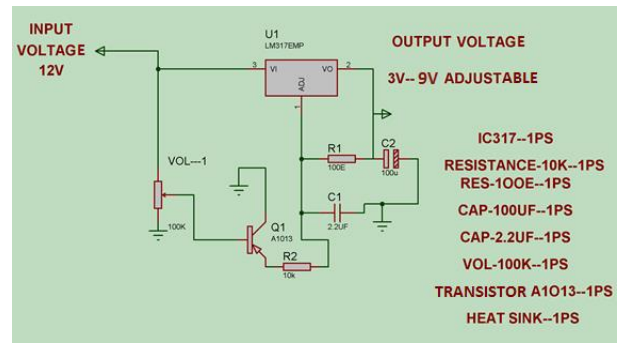 INPUT
VOLTAGE
12V
U1
LM317EMP
3
VI
VO
2
ADJ
1
OUTPUT VOLTAGE
3V-- 9V ADJUSTABLE
R1
100E
C2
100u
VOL---1
100K
C1
2.2UF
Q1
A1013
R2
10k
IC317--1PS
RESISTANCE-10K--1PS
RES-1OOE--1PS
CAP-100UF--1PS
CAP-2.2UF--1PS
VOL-100K--1PS
TRANSISTOR A1O13--1PS
HEAT SINK--1PS